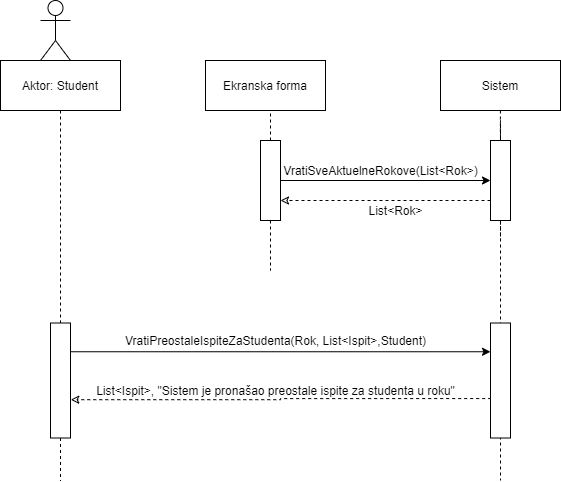 Aktor: Student
Ekranska forma
Sistem
VratiSveAktuelneRokove(List<Rok>)
List<Rok>
VratiPreostaleIspiteZaStudenta(Rok, List<Ispit>,Student)
List<Ispit>, "Sistem je pronašao preostale ispite za studenta u roku"